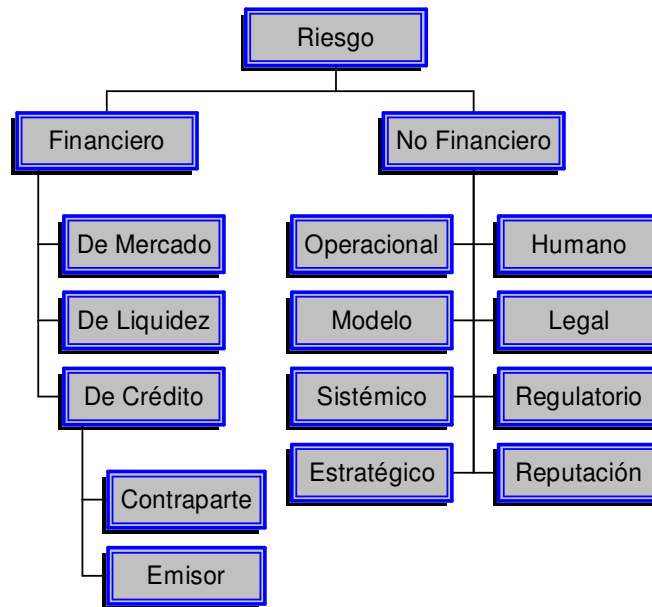 Riesgo
Financiero
No Financiero
De Mercado
De Liquidez
De Crédito
Contraparte
Emisor
Operacional
Humano
Modelo
Legal
Sistémico
Regulatorio
Estratégico
Reputación